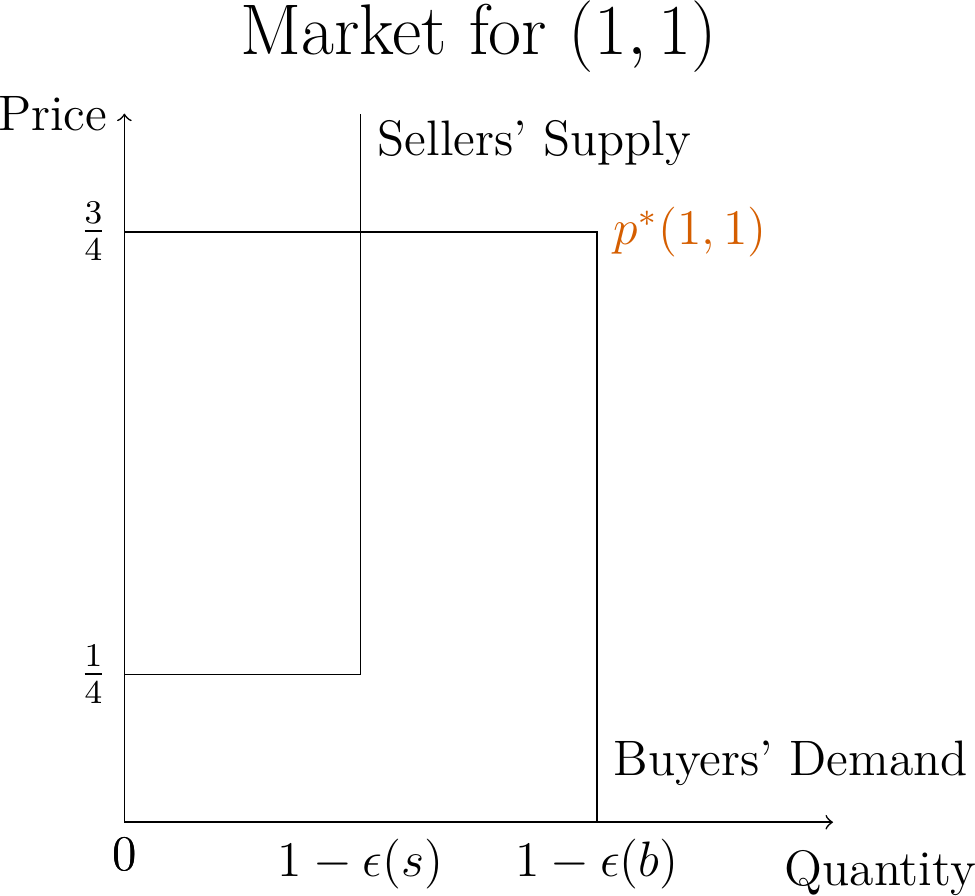 Market for (1, 1)
Price
Sellers' Supply
3/4
p*(1, 1)
1/4
Buyers' Demand
0
1 − ϵ(s)
1 − ϵ(b)
Quantity